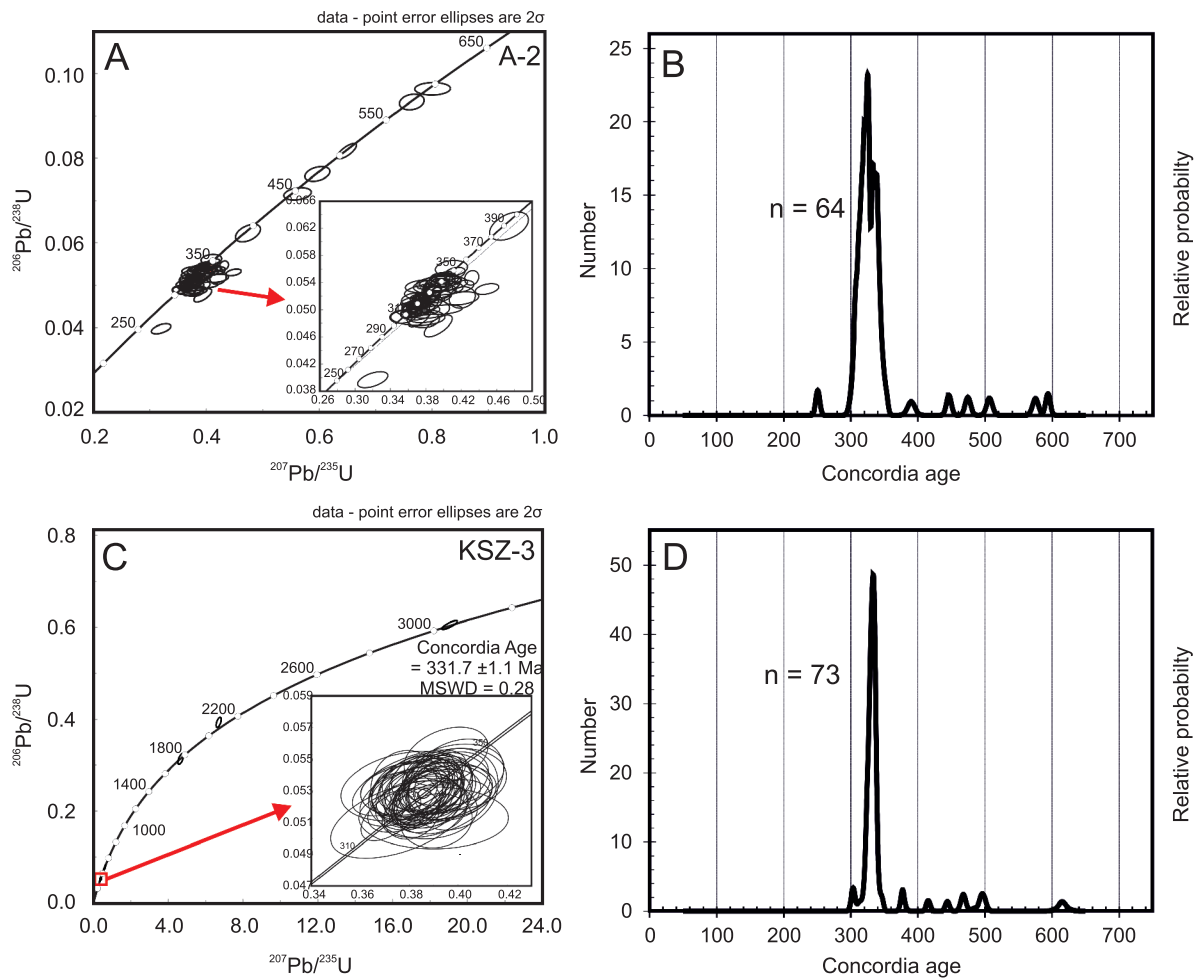 data - point error ellipses are 2σ
A
A-2
650
0.10
550
0.08
450
0.06
350
0.04
250
0.02
0.2 0.4 0.6 0.8 1.0
²⁰⁶Pb/²³⁸U
²⁰⁷Pb/²³⁵U
0.066
0.062
0.058
0.054
0.050
0.046
0.042
0.038
390
370
350
290
270
250
0.26 0.30 0.34 0.38 0.42 0.46 0.50
B
25
20
15
10
5
0
n = 64
Number
Relative probabilty
0 100 200 300 400 500 600 700
Concordia age
data - point error ellipses are 2σ
C
KSZ-3
0.8
0.6
0.4
0.2
0.0
3000
2600
2200
1800
1400
1000
Concordia Age
= 331.7 ±1.1 Ma
MSWD = 0.28
0.059
0.057
0.055
0.053
0.051
0.049
0.047
350
310
0.34 0.36 0.38 0.40 0.42
0.0 4.0 8.0 12.0 16.0 20.0 24.0
²⁰⁶Pb/²³⁸U
²⁰⁷Pb/²³⁵U
D
50
40
30
20
10
0
n = 73
Number
Relative probability
0 100 200 300 400 500 600 700
Concordia age